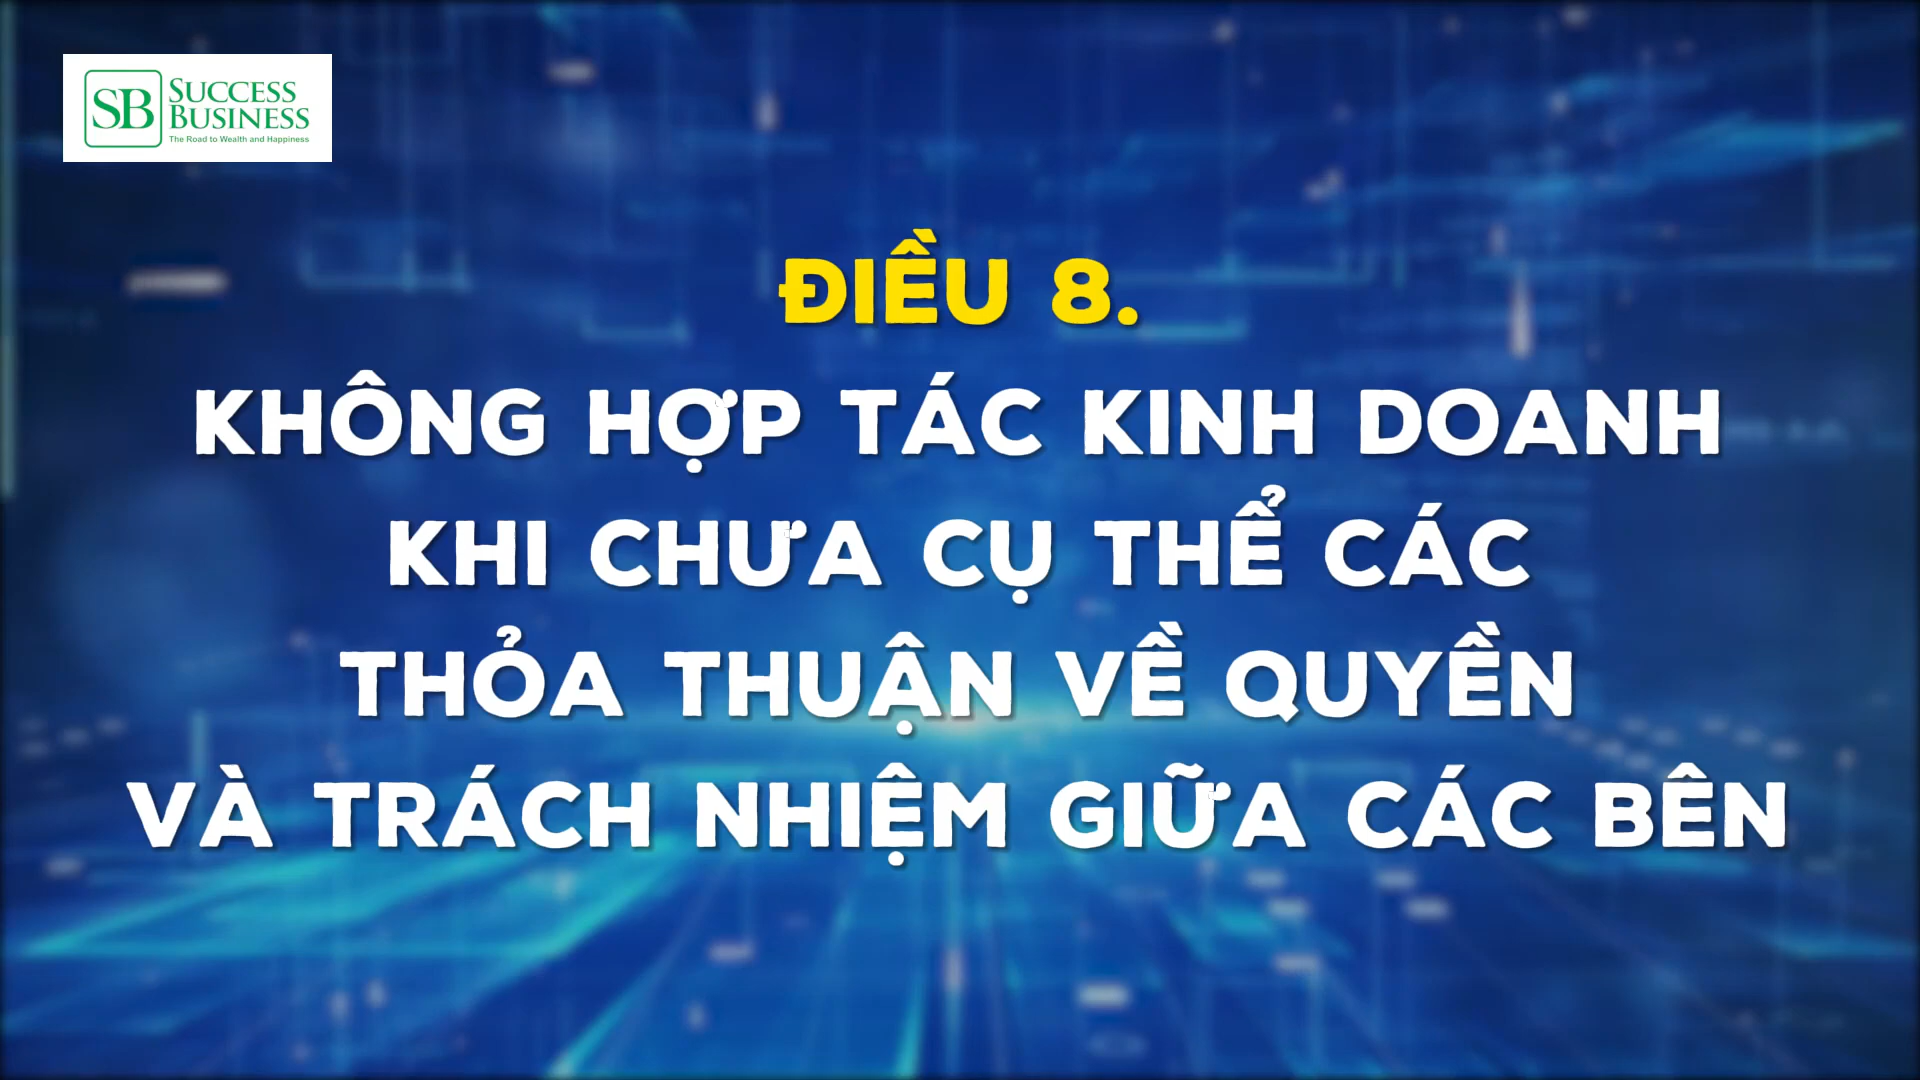 SB
SUCCESS
BUSINESS
The Road to Wealth and Happiness
ĐIỀU 8.
KHÔNG HỢP TÁC KINH DOANH
KHI CHƯA CỤ THỂ CÁC
THỎA THUẬN VỀ QUYỀN
VÀ TRÁCH NHIỆM GIỮA CÁC BÊN